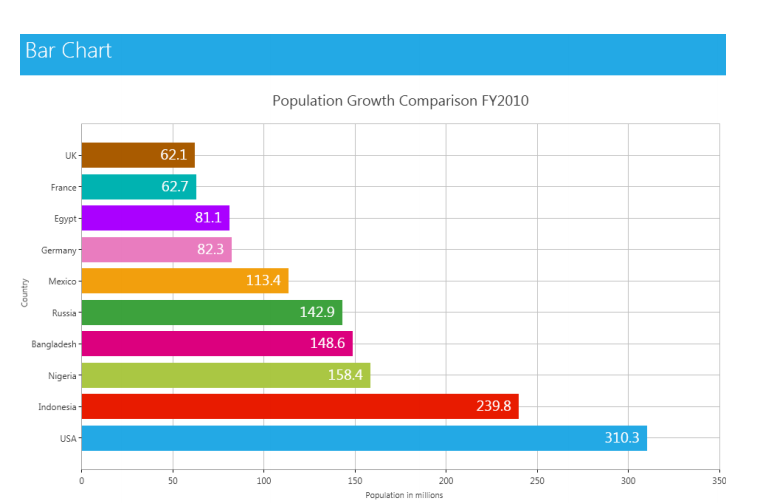 Bar Chart
Population Growth Comparison FY2010
UK 62.1
France 62.7
Egypt 81.1
Germany 82.3
Mexico 113.4
Country
Russia 142.9
Bangladesh 148.6
Nigeria 158.4
Indonesia 239.8
USA 310.3
0 50 100 150 200 250 300 350
Population in millions